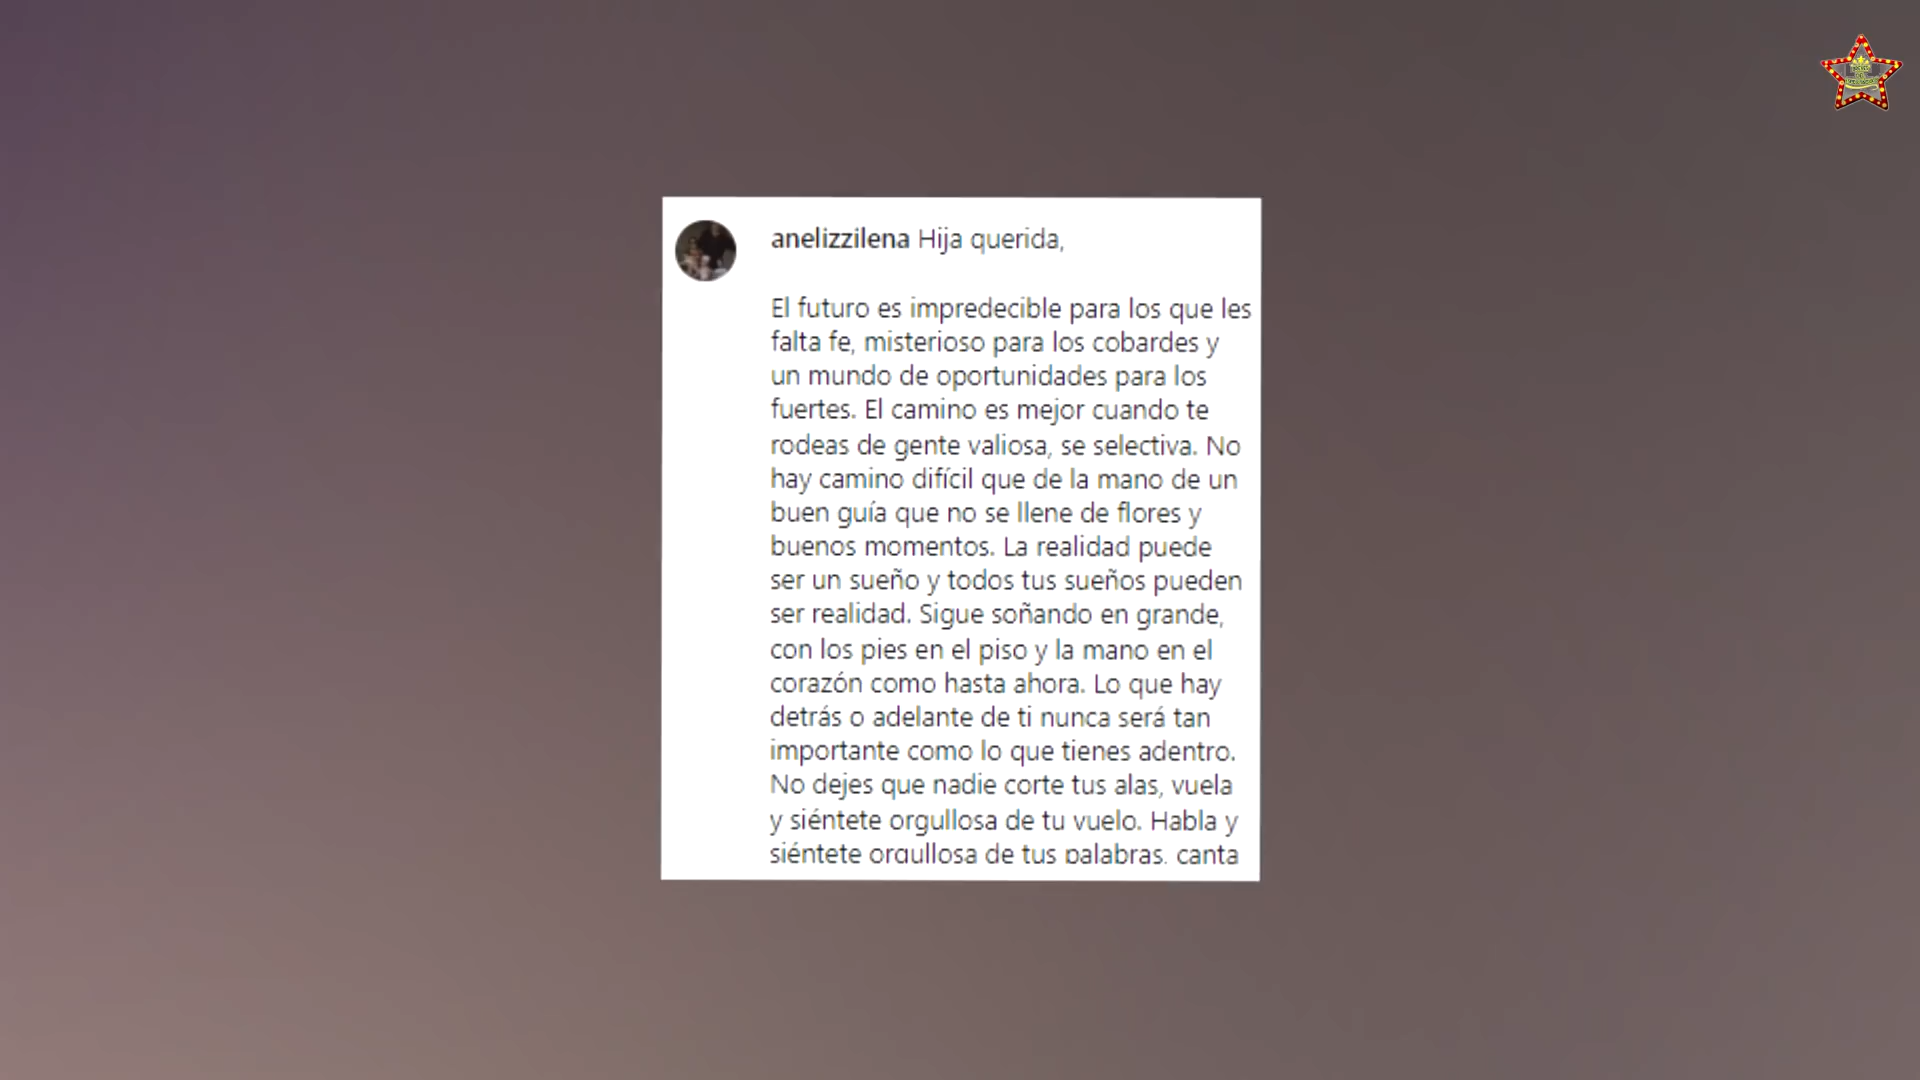 anelizzilena Hija querida,
El futuro es impredecible para los que les
falta fe, misterioso para los cobardes y
un mundo de oportunidades para los
fuertes. El camino es mejor cuando te
rodeas de gente valiosa, se selectiva. No
hay camino difícil que de la mano de un
buen guía que no se llene de flores y
buenos momentos. La realidad puede
ser un sueño y todos tus sueños pueden
ser realidad. Sigue soñando en grande,
con los pies en el piso y la mano en el
corazón como hasta ahora. Lo que hay
detrás o adelante de ti nunca será tan
importante como lo que tienes adentro.
No dejes que nadie corte tus alas, vuela
y siéntete orgullosa de tu vuelo. Habla y
siéntete orgullosa de tus palabras, canta